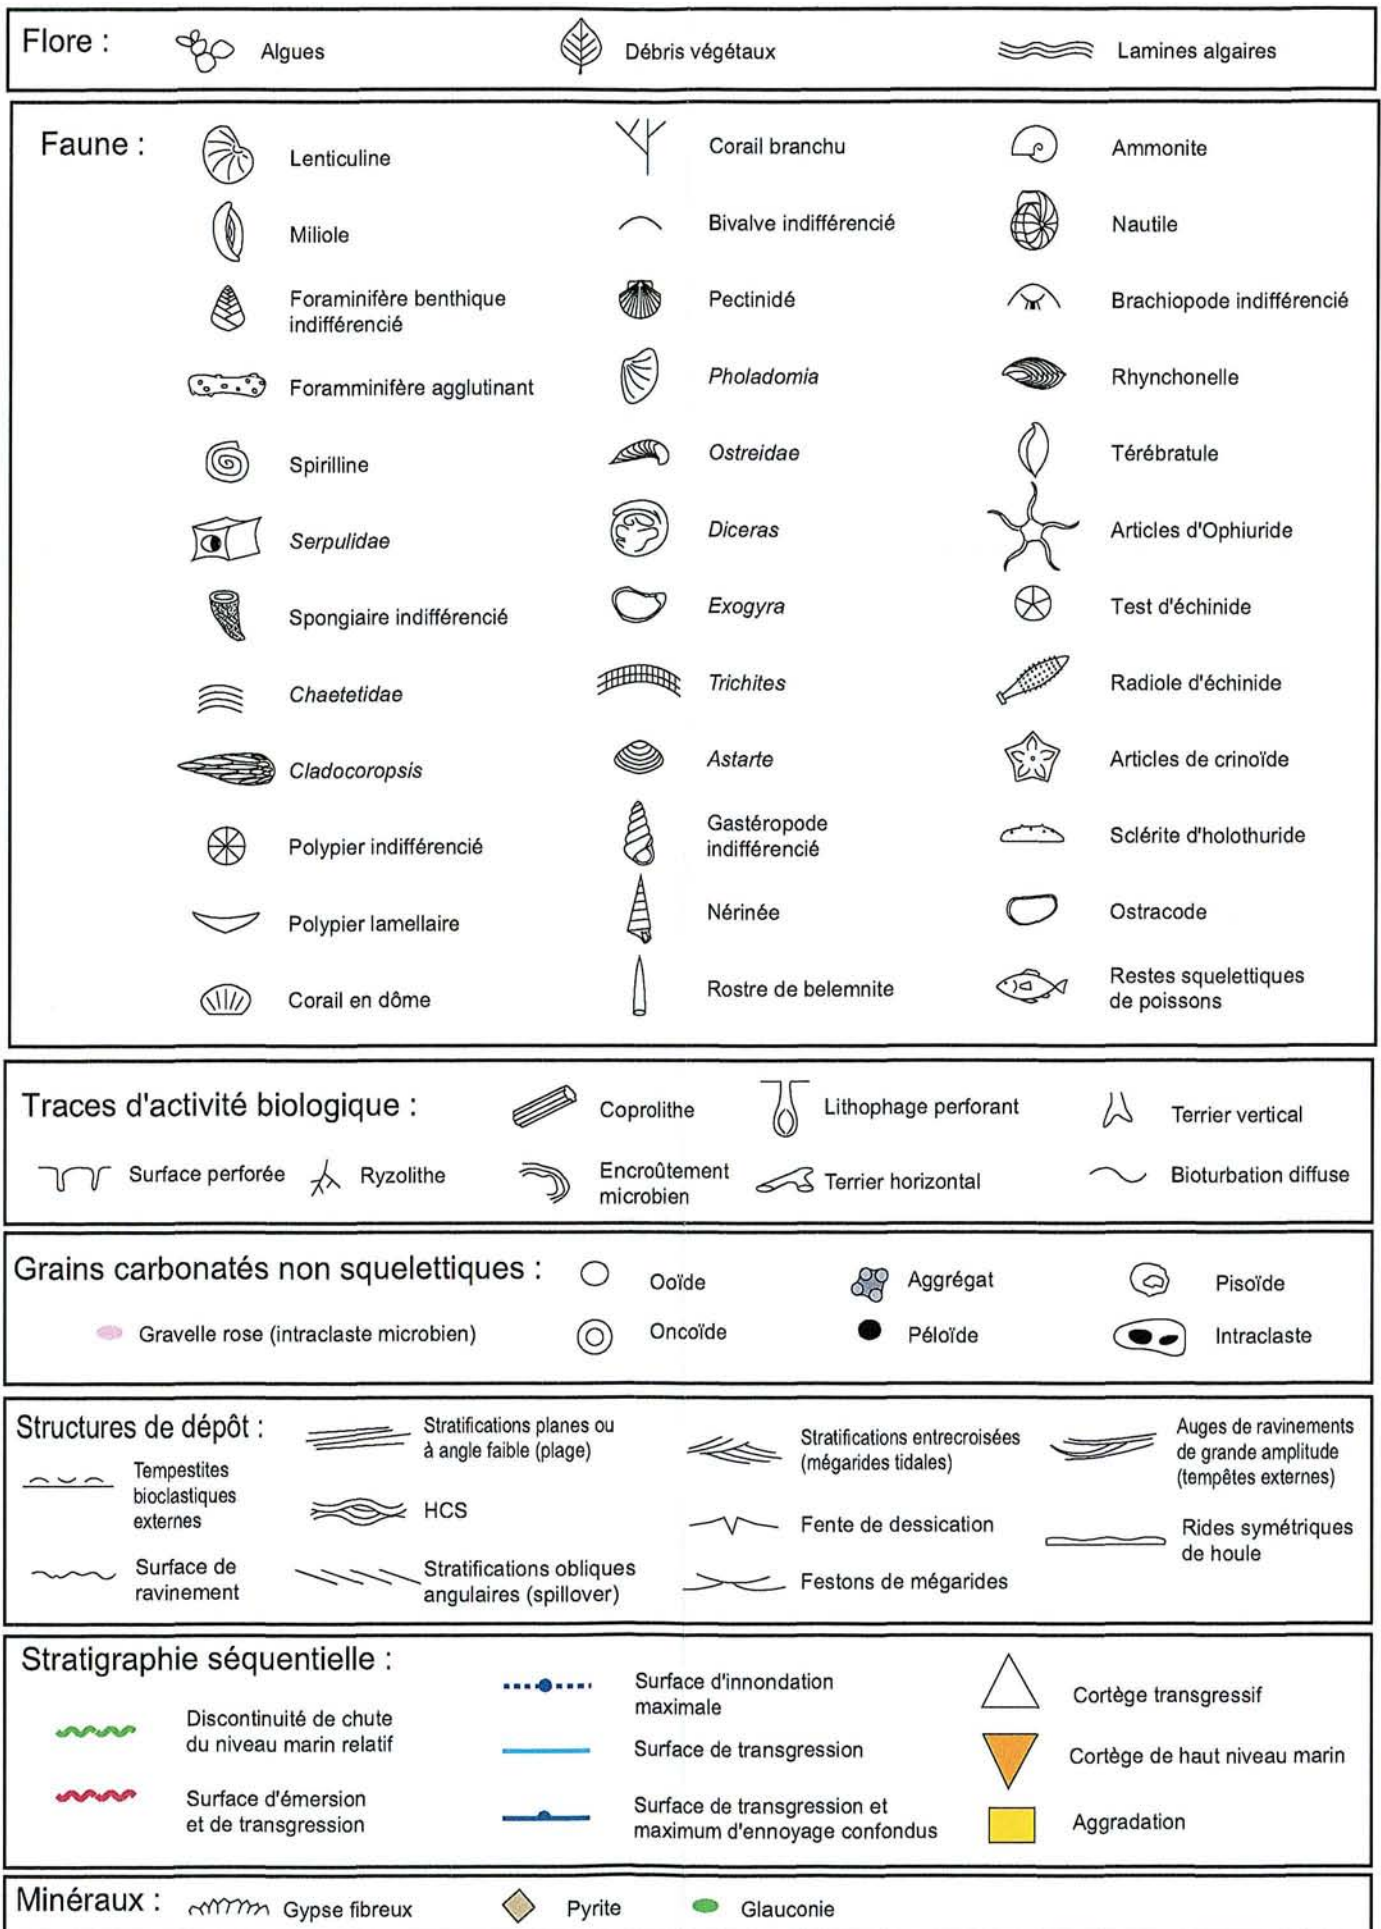 Flore :
Algues
Débris végétaux
Lamines algaires
Faune :
Lenticuline
Miliole
Foraminifère benthique
indifférencié
Foramminifère agglutinant
Spirilline
Serpulidae
Spongiaire indifférencié
Chaetetidae
Cladocoropsis
Polypier indifférencié
Polypier lamellaire
Corail en dôme
Corail branchu
Bivalve indifférencié
Pectinidé
Pholadomia
Ostreidae
Diceras
Exogyra
Trichites
Astarte
Gastéropode
indifférencié
Nérinée
Rostre de belemnite
Ammonite
Nautile
Brachiopode indifférencié
Rhynchonelle
Térébratule
Articles d'Ophiuride
Test d'échinide
Radiole d'échinide
Articles de crinoïde
Sclérite d'holothuride
Ostracode
Restes squelettiques
de poissons
Traces d'activité biologique :
Coprolithe
Lithophage perforant
Terrier vertical
Surface perforée
Ryzolithe
Encroûtement
microbien
Terrier horizontal
Bioturbation diffuse
Grains carbonatés non squelettiques :
Ooïde
Aggrégat
Pisoïde
Gravelle rose (intraclaste microbien)
Oncoïde
Péloïde
Intraclaste
Structures de dépôt :
Tempestites
bioclastiques
externes
Surface de
ravinement
Stratifications planes ou
à angle faible (plage)
HCS
Stratifications obliques
angulaires (spillover)
Stratifications entrecroisées
(mégarides tidales)
Fente de dessication
Festons de mégarides
Auges de ravinements
de grande amplitude
(tempêtes externes)
Rides symétriques
de houle
Stratigraphie séquentielle :
Discontinuité de chute
du niveau marin relatif
Surface d'émersion
et de transgression
Surface d'innondation
maximale
Surface de transgression
Surface de transgression et
maximum d'ennoyage confondus
Cortège transgressif
Cortège de haut niveau marin
Aggradation
Minéraux :
Gypse fibreux
Pyrite
Glauconie